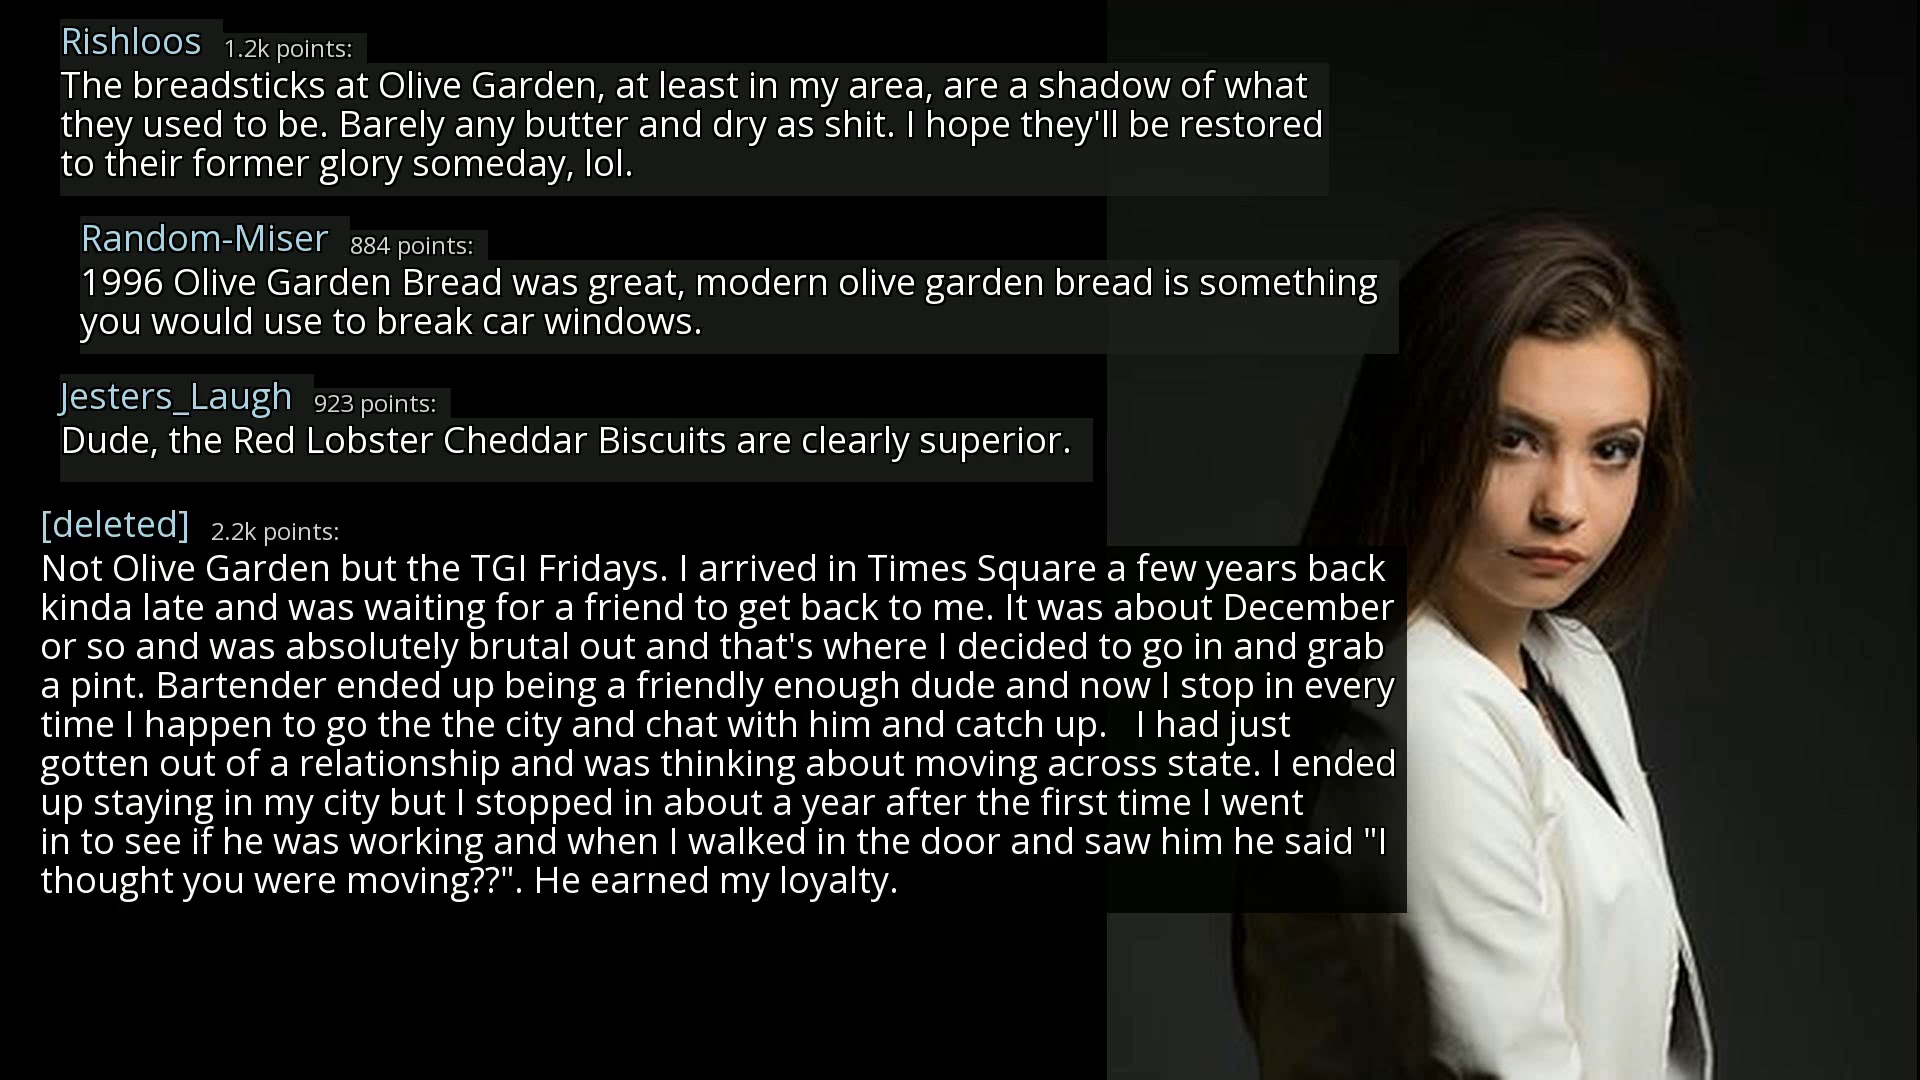 Rishloos 1.2k points:
The breadsticks at Olive Garden, at least in my area, are a shadow of what
they used to be. Barely any butter and dry as shit. I hope they'll be restored
to their former glory someday, lol.
Random-Miser 884 points:
1996 Olive Garden Bread was great, modern olive garden bread is something
you would use to break car windows.
Jesters_Laugh 923 points:
Dude, the Red Lobster Cheddar Biscuits are clearly superior.
[deleted] 2.2k points:
Not Olive Garden but the TGI Fridays. I arrived in Times Square a few years back
kinda late and was waiting for a friend to get back to me. It was about December
or so and was absolutely brutal out and that's where I decided to go in and grab
a pint. Bartender ended up being a friendly enough dude and now I stop in every
time I happen to go the the city and chat with him and catch up.   I had just
gotten out of a relationship and was thinking about moving across state. I ended
up staying in my city but I stopped in about a year after the first time I went
in to see if he was working and when I walked in the door and saw him he said "I
thought you were moving??". He earned my loyalty.